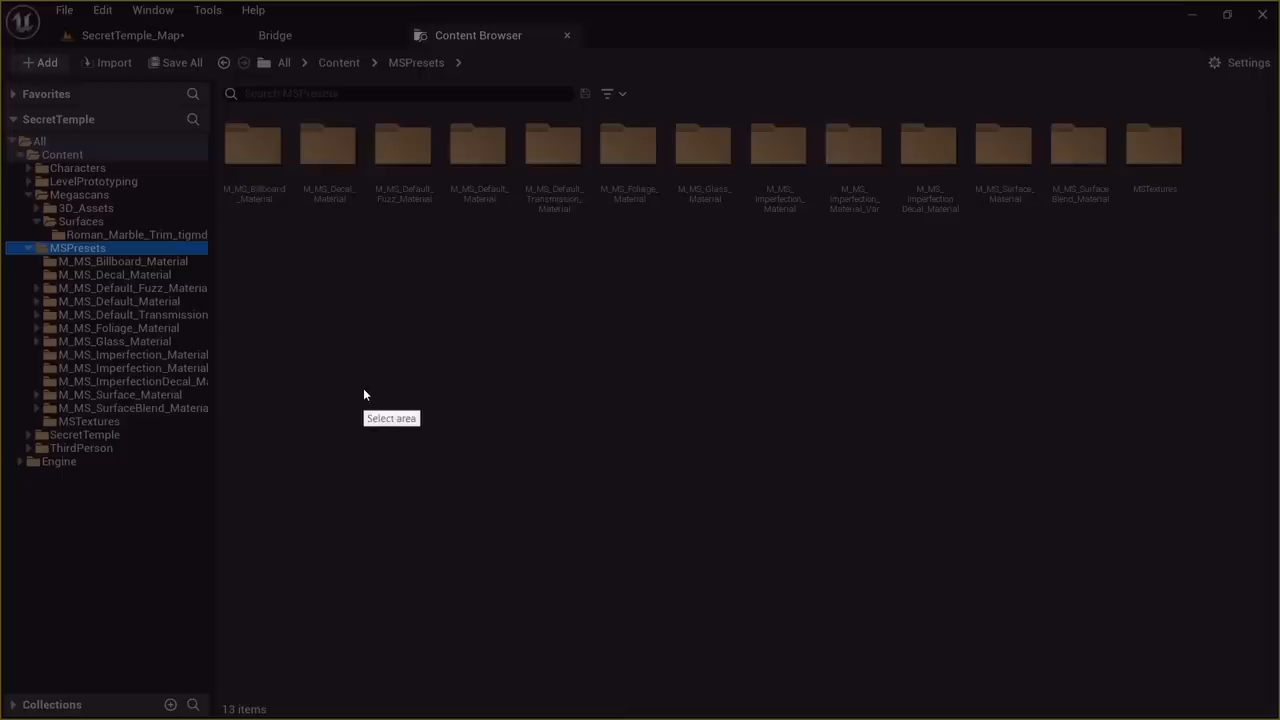 File Edit Window Tools Help
SecretTemple_Map•
Bridge
Content Browser
+ Add
Import
Save All
All
Content
MSPresets
Settings
Favorites
Search MSPresets
SecretTemple
All
Content
Characters
LevelPrototyping
Megascans
3D_Assets
Surfaces
Roman_Marble_Trim_tigmd
MSPresets
M_MS_Billboard_Material
M_MS_Decal_Material
M_MS_Default_Fuzz_Materia
M_MS_Default_Material
M_MS_Default_Transmission
M_MS_Foliage_Material
M_MS_Glass_Material
M_MS_Imperfection_Material
M_MS_Imperfection_Material
M_MS_ImperfectionDecal_Ma
M_MS_Surface_Material
M_MS_SurfaceBlend_Materia
MSTextures
SecretTemple
ThirdPerson
Engine
M_MS_Billboard
_Material
M_MS_Decal_
Material
M_MS_Default_
Fuzz_Material
M_MS_Default_
Material
M_MS_Default_
Transmission_
Material
M_MS_Foliage_
Material
M_MS_Glass_
Material
M_MS_
Imperfection_
Material
M_MS_
Imperfection_
Material_Var
M_MS_
Imperfection
Decal_Material
M_MS_Surface_
Material
M_MS_Surface
Blend_Material
MSTextures
Select area
Collections
13 items